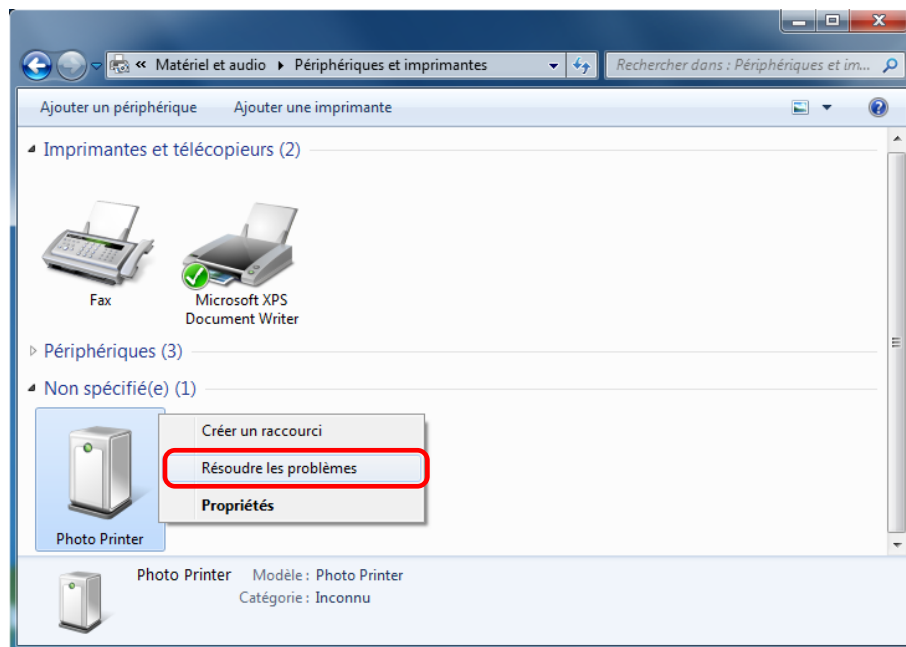 « Matériel et audio ▸ Périphériques et imprimantes
Rechercher dans : Périphériques et im...
Ajouter un périphérique Ajouter une imprimante
Imprimantes et télécopieurs (2)
Fax
Microsoft XPS
Document Writer
Périphériques (3)
Non spécifié(e) (1)
Créer un raccourci
Résoudre les problèmes
Propriétés
Photo Printer
Photo Printer Modèle : Photo Printer
Catégorie : Inconnu